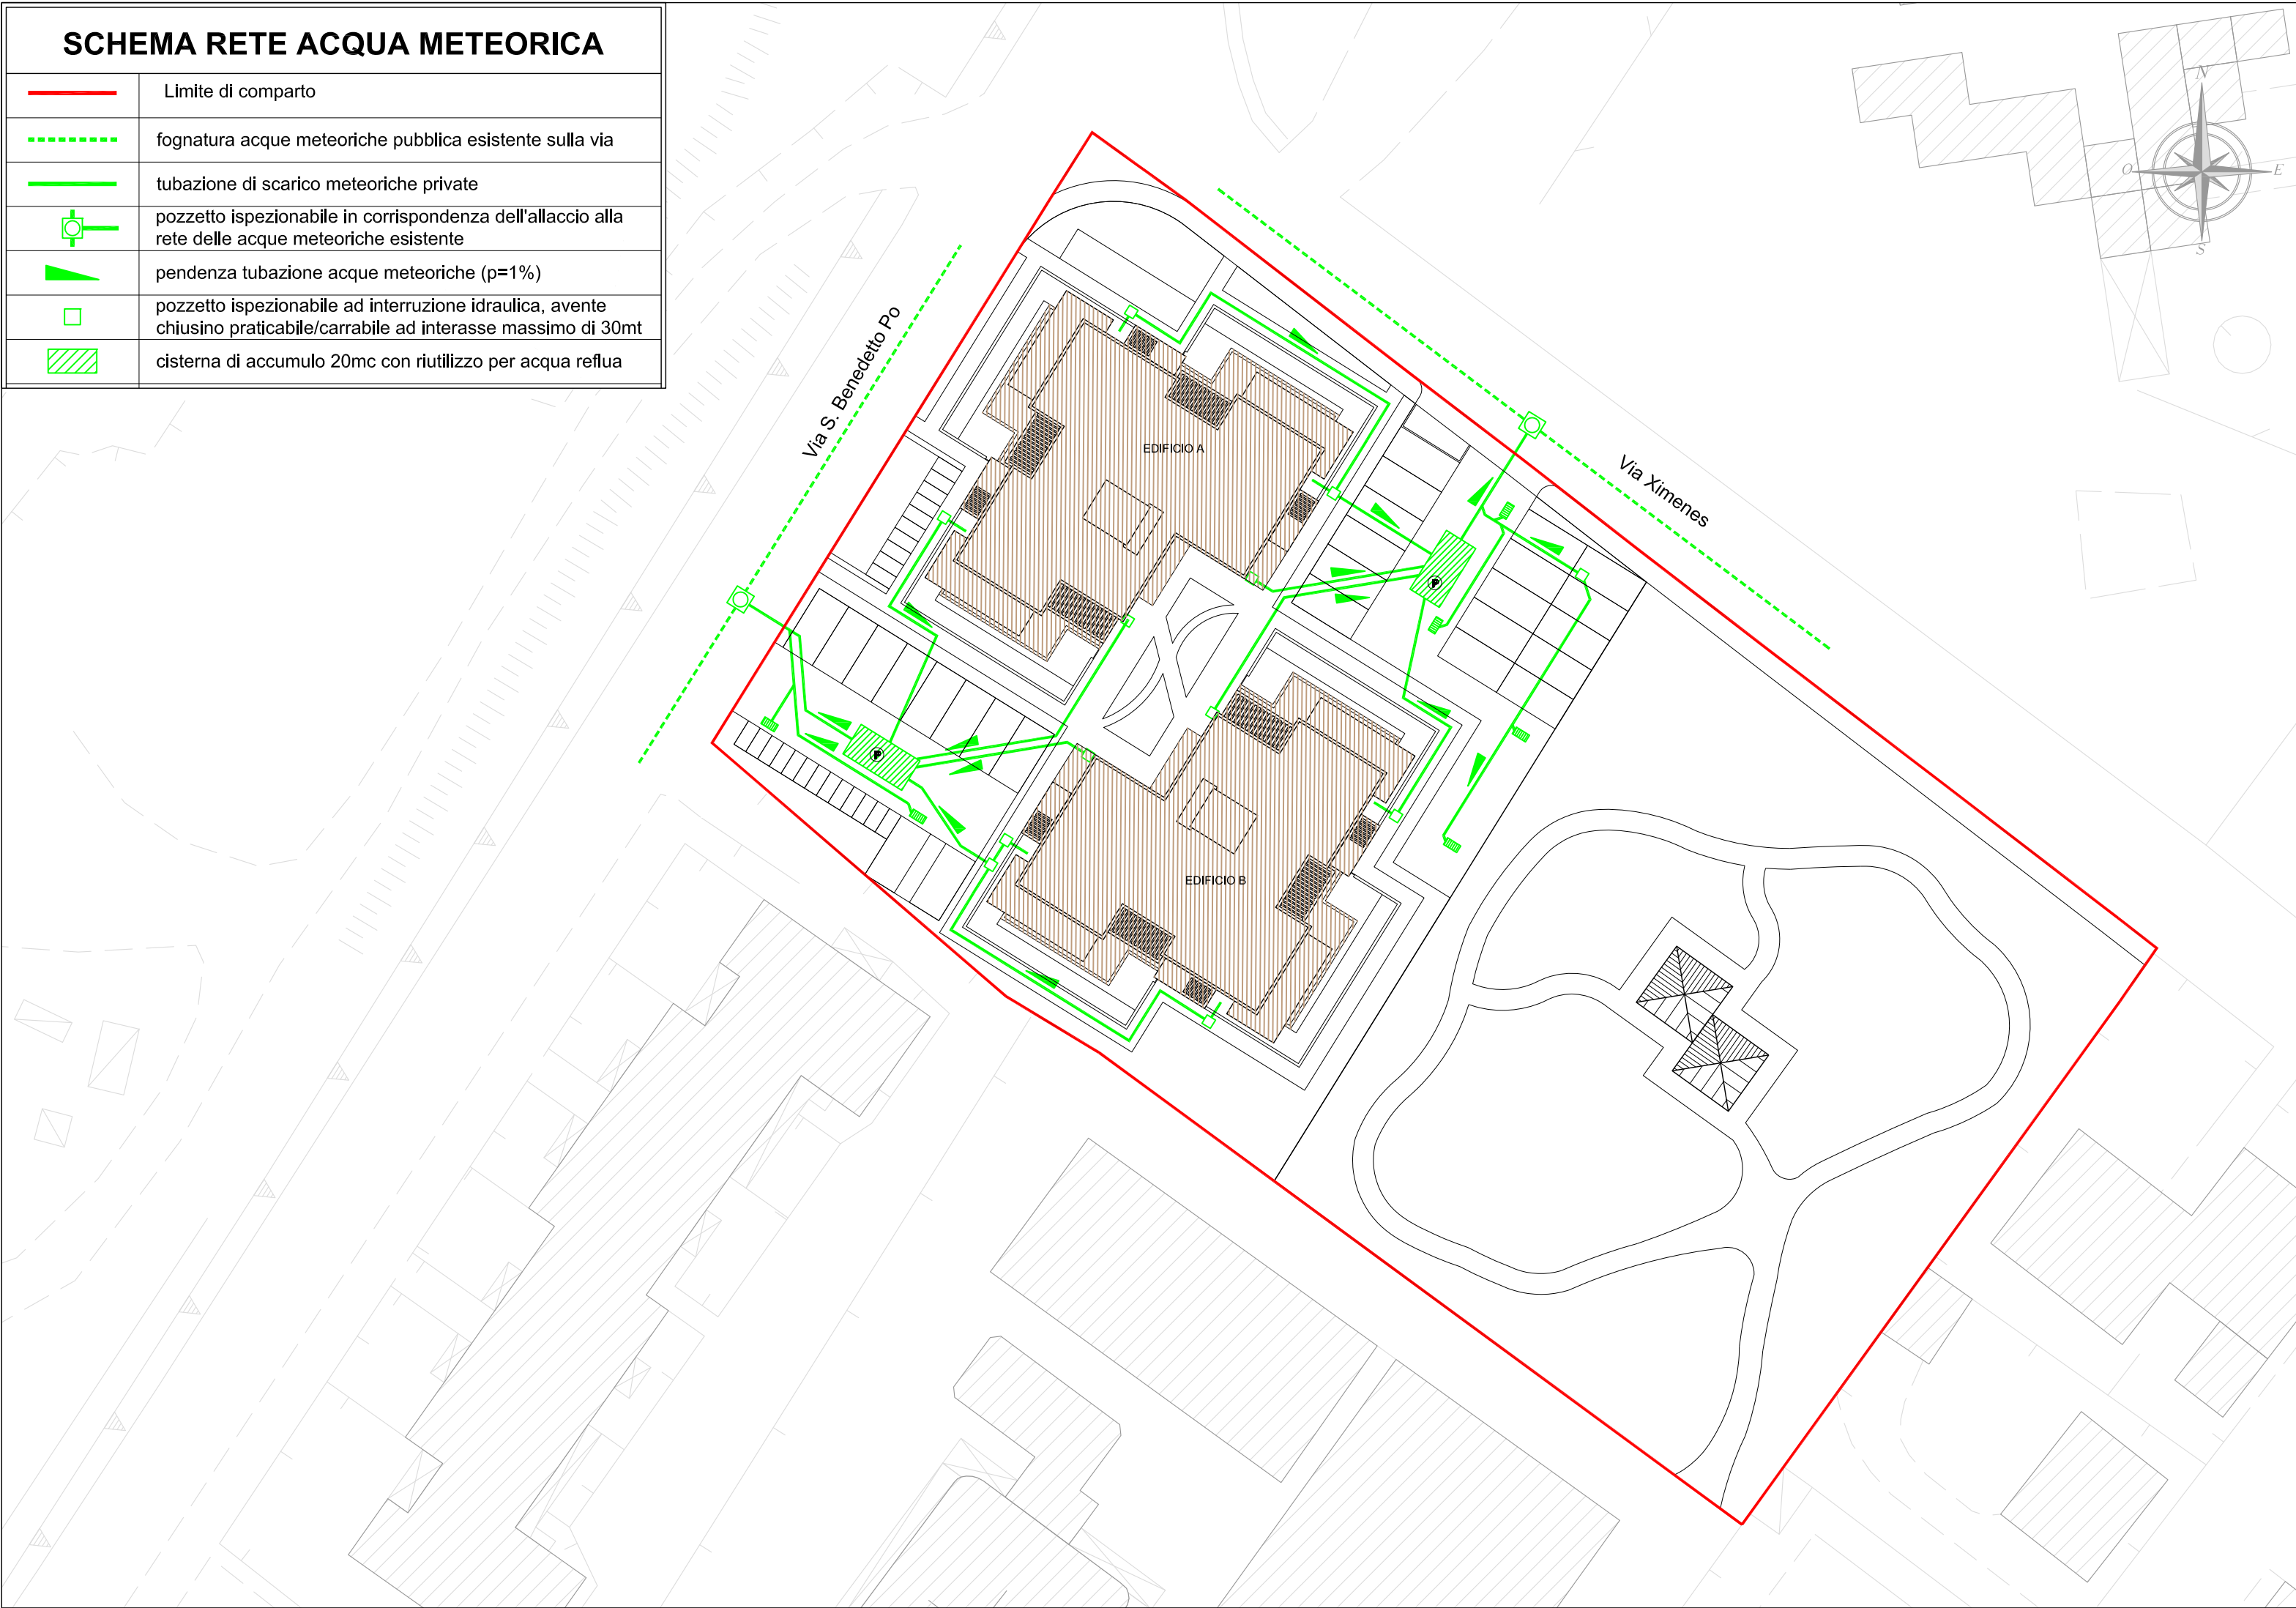 SCHEMA RETE ACQUA METEORICA
Limite di comparto
fognatura acque meteoriche pubblica esistente sulla via
tubazione di scarico meteoriche private
pozzetto ispezionabile in corrispondenza dell'allaccio alla
rete delle acque meteoriche esistente
pendenza tubazione acque meteoriche (p=1%)
pozzetto ispezionabile ad interruzione idraulica, avente
chiusino praticabile/carrabile ad interasse massimo di 30mt
cisterna di accumulo 20mc con riutilizzo per acqua reflua
N
O
E
S
Via S. Benedetto Po
EDIFICIO A
Via Ximenes
P
P
EDIFICIO B